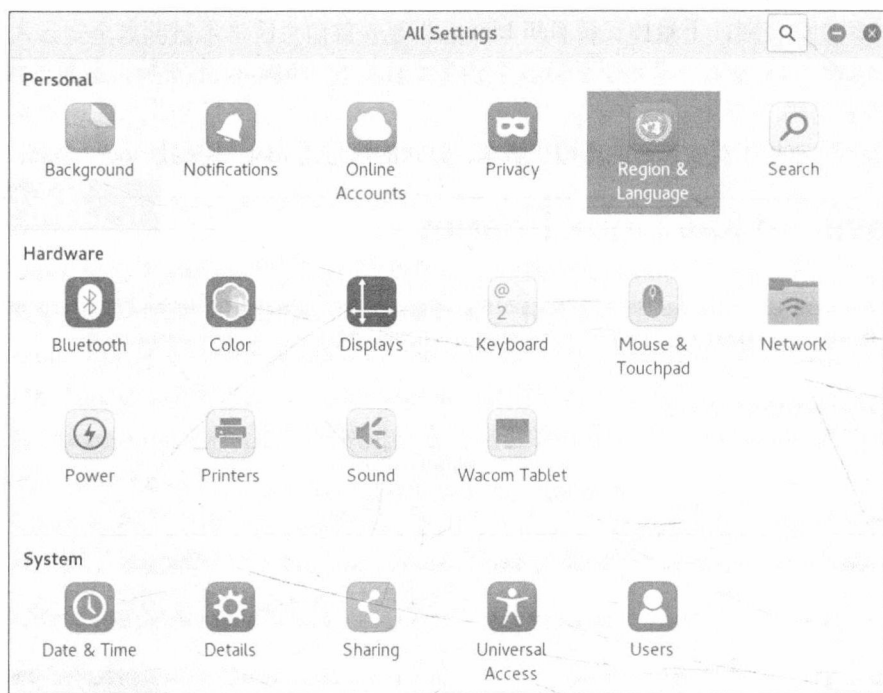 All Settings
Personal
Background
Notifications
Online
Accounts
Privacy
Region &
Language
Search
Hardware
Bluetooth
Color
Displays
@
2
Keyboard
Mouse &
Touchpad
Network
Power
Printers
Sound
Wacom Tablet
System
Date & Time
Details
Sharing
Universal
Access
Users